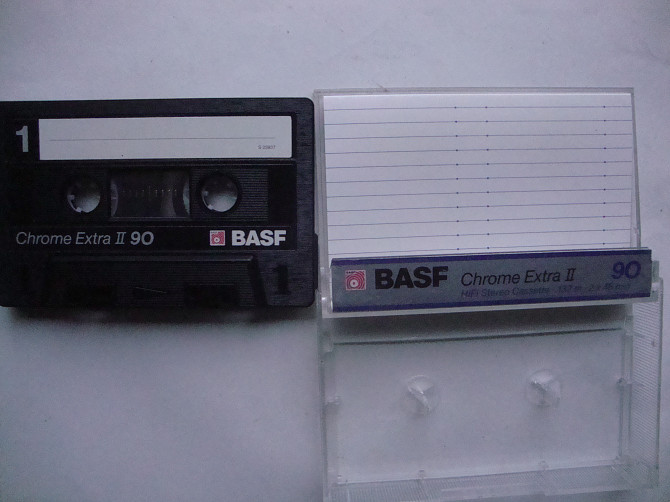 1
Chrome Extra II 90
BASF
1
BASF
Chrome Extra II
90
HiFi Stereo Cassette